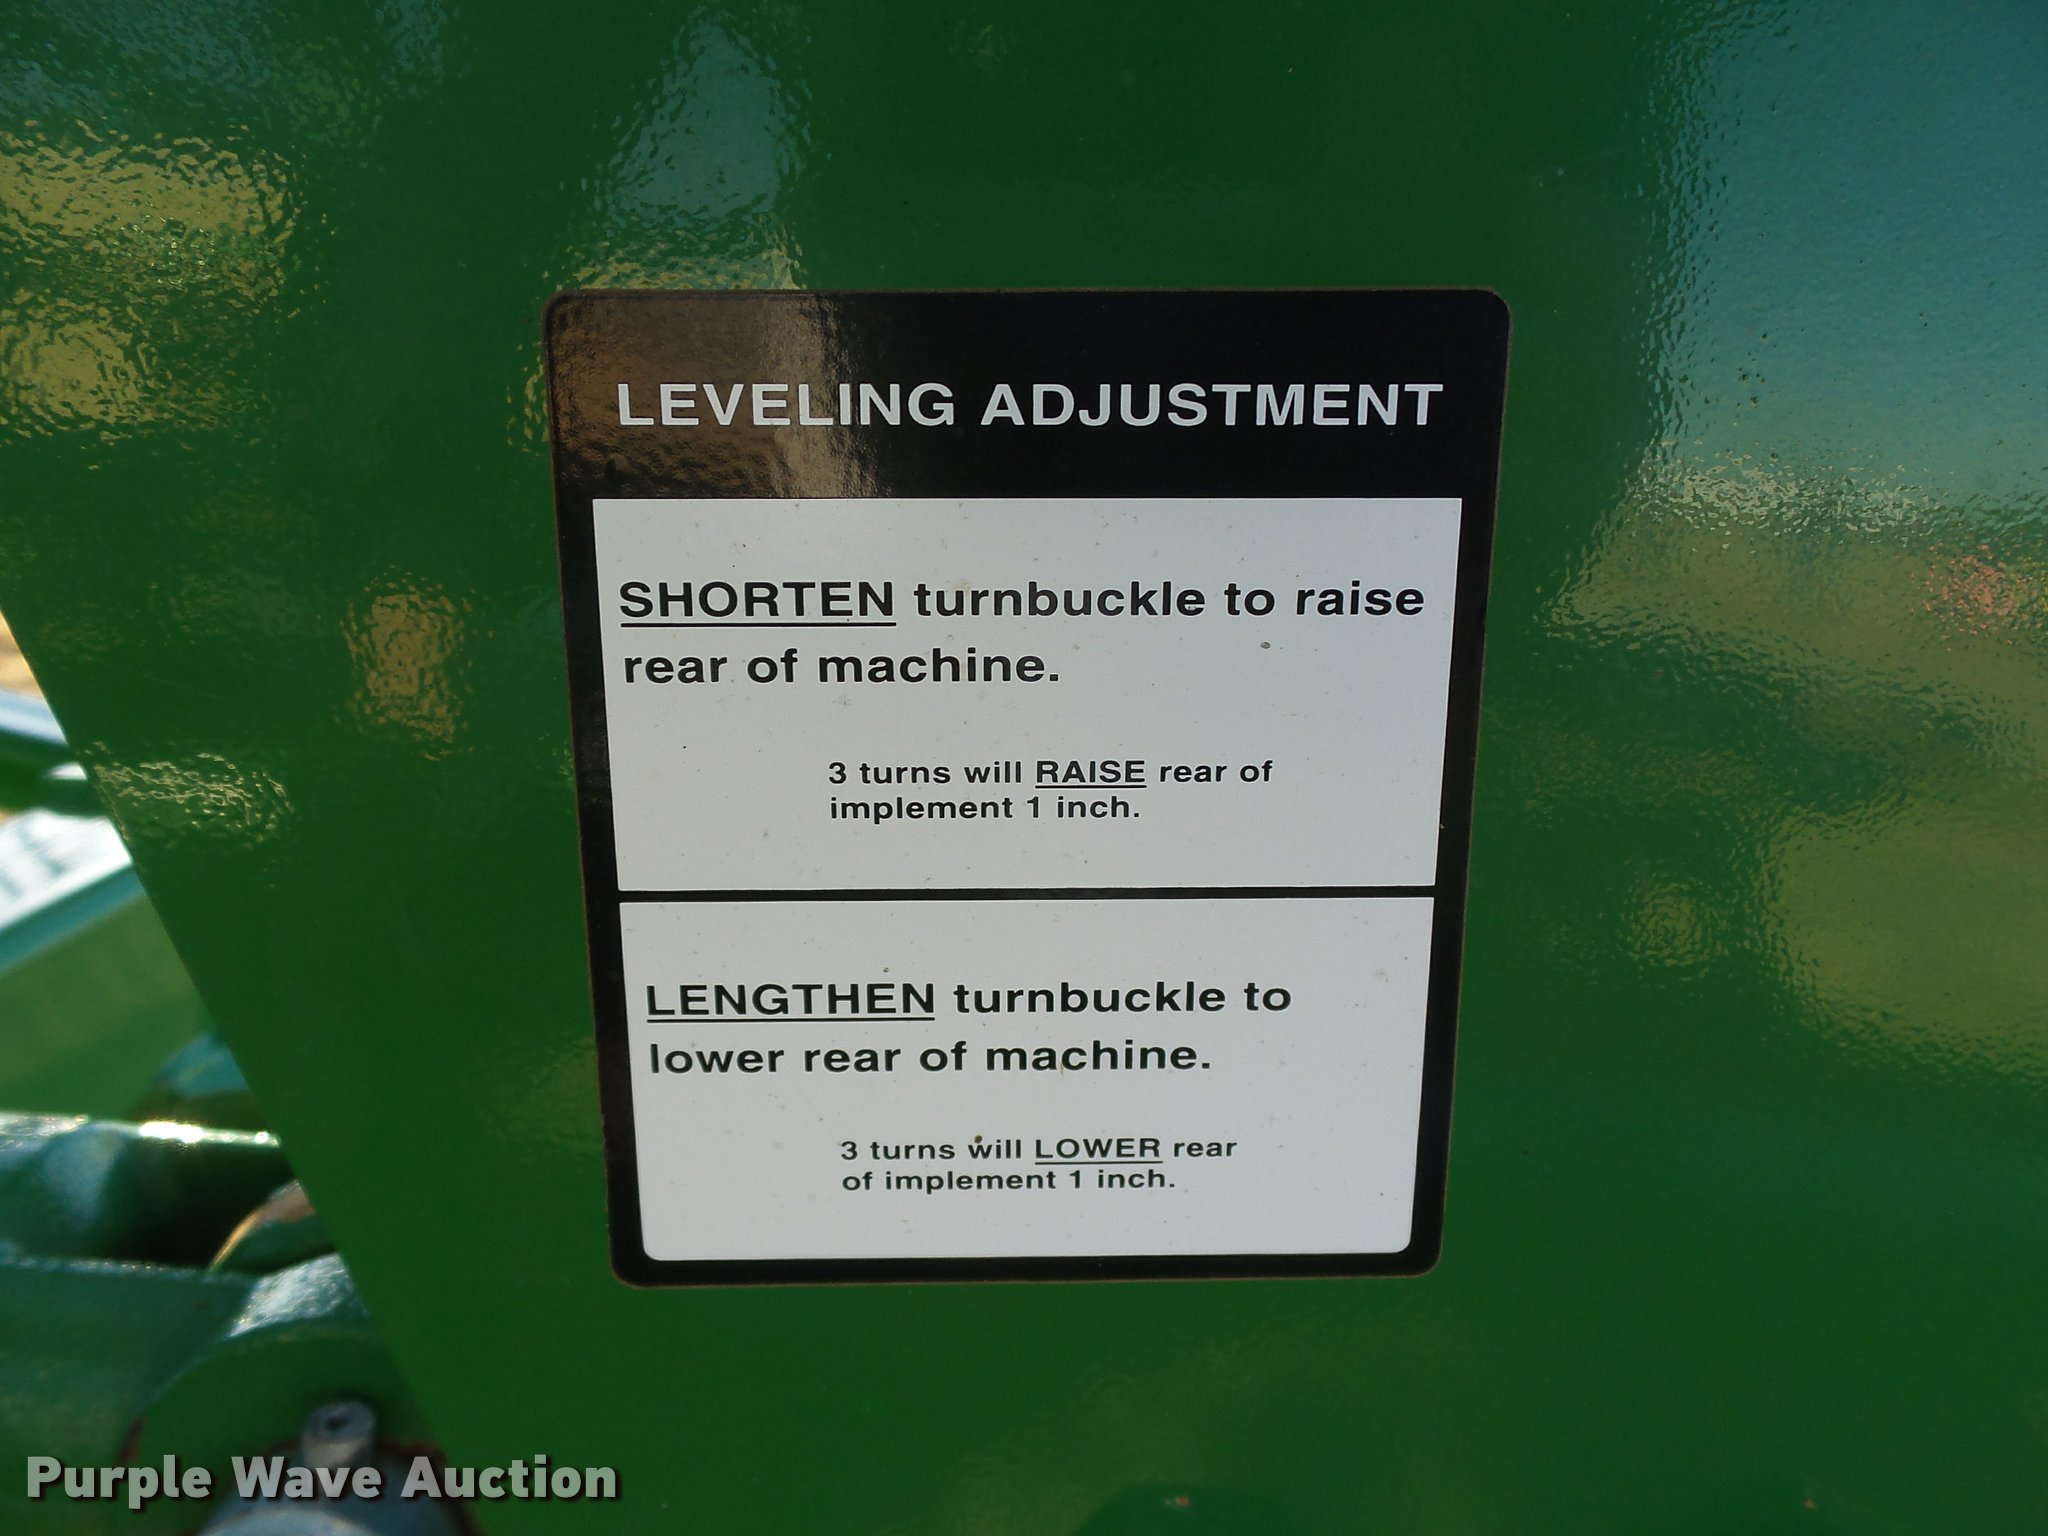 LEVELING ADJUSTMENT
SHORTEN turnbuckle to raise
rear of machine.
3 turns will RAISE rear of
implement 1 inch.
LENGTHEN turnbuckle to
lower rear of machine.
3 turns will LOWER rear
of implement 1 inch.
Purple Wave Auction